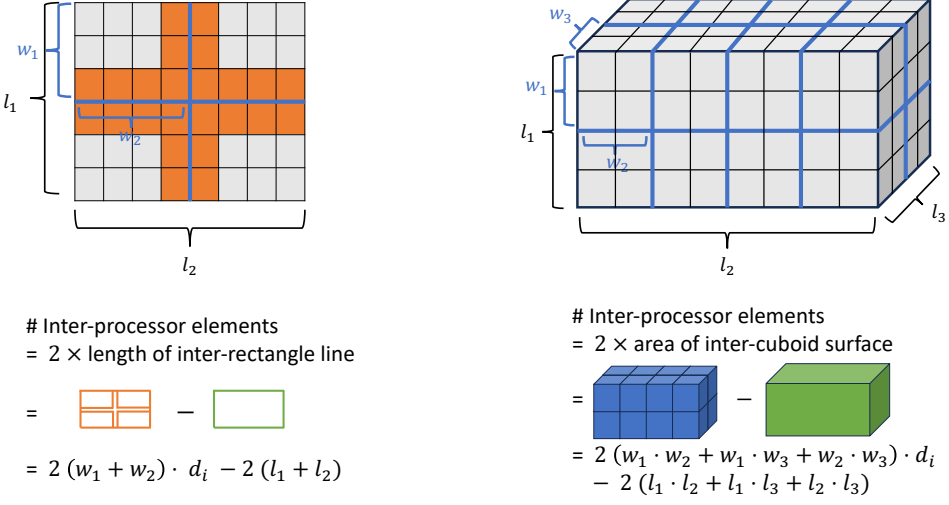 w₁
l₁
w₂
l₂
# Inter-processor elements
= 2 × length of inter-rectangle line
= −
= 2 (w₁ + w₂) · dᵢ − 2 (l₁ + l₂)
w₃
w₁
l₁
w₂
l₃
l₂
# Inter-processor elements
= 2 × area of inter-cuboid surface
= −
= 2 (w₁ · w₂ + w₁ · w₃ + w₂ · w₃) · dᵢ
− 2 (l₁ · l₂ + l₁ · l₃ + l₂ · l₃)